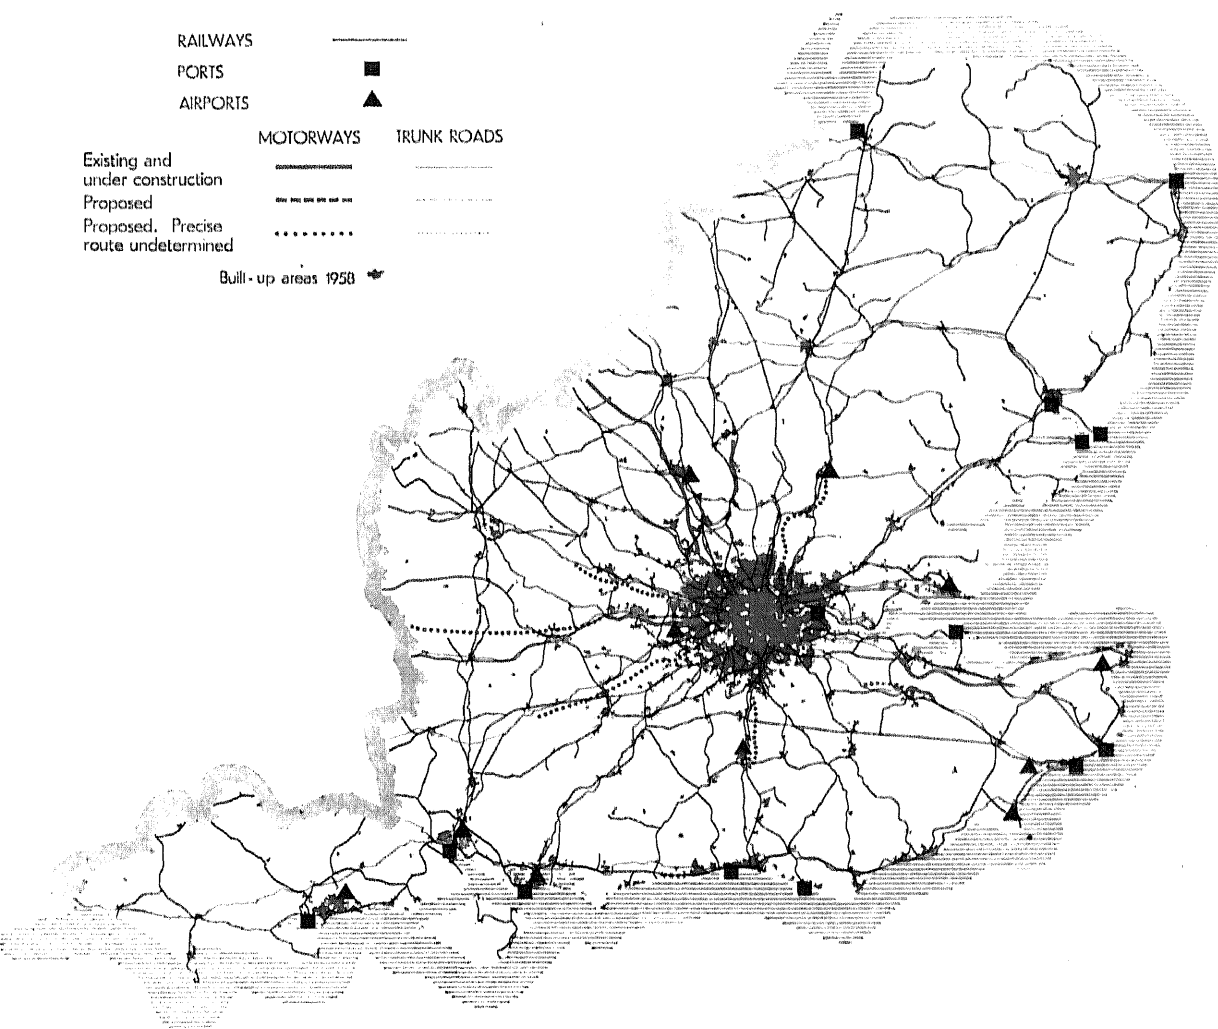 RAILWAYS
PORTS
AIRPORTS
MOTORWAYS TRUNK ROADS
Existing and
under construction
Proposed
Proposed. Precise
route undetermined
Built-up areas 1958